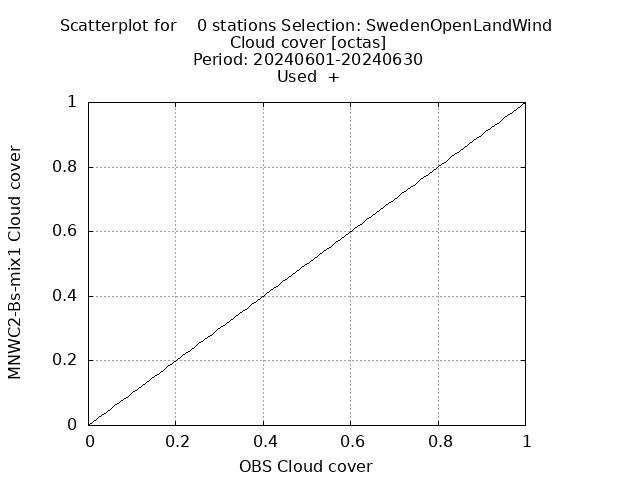 Scatterplot for    0 stations Selection: SwedenOpenLandWind
Cloud cover [octas]
Period: 20240601-20240630
Used  +
MNWC2-Bs-mix1 Cloud cover
1
0.8
0.6
0.4
0.2
0
0 0.2 0.4 0.6 0.8 1
OBS Cloud cover